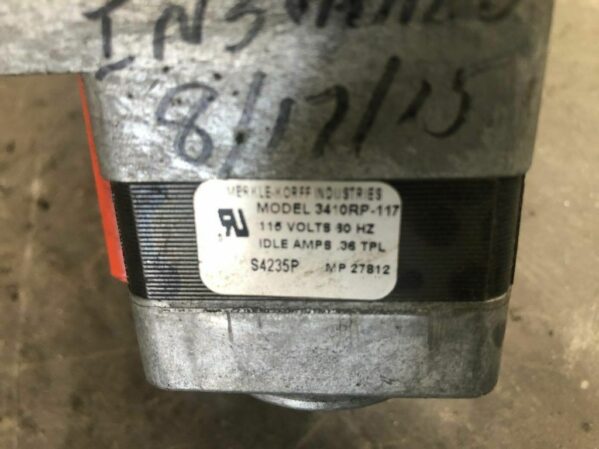 INSTALLED
8/17/15
MERKLE-KORFF INDUSTRIES
MODEL 3410RP-117
115 VOLTS 60 HZ
IDLE AMPS .36 TPL
S4235P MP 27812